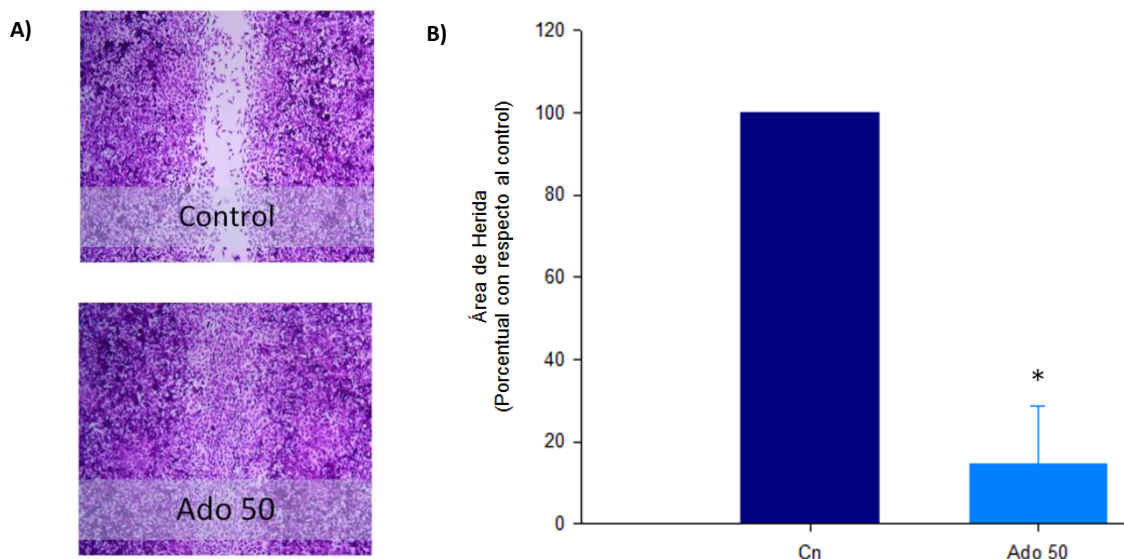 A)
Control
Ado 50
B)
Área de Herida
(Porcentual con respecto al control)
120
100
80
60
40
20
0
*
Cn
Ado 50